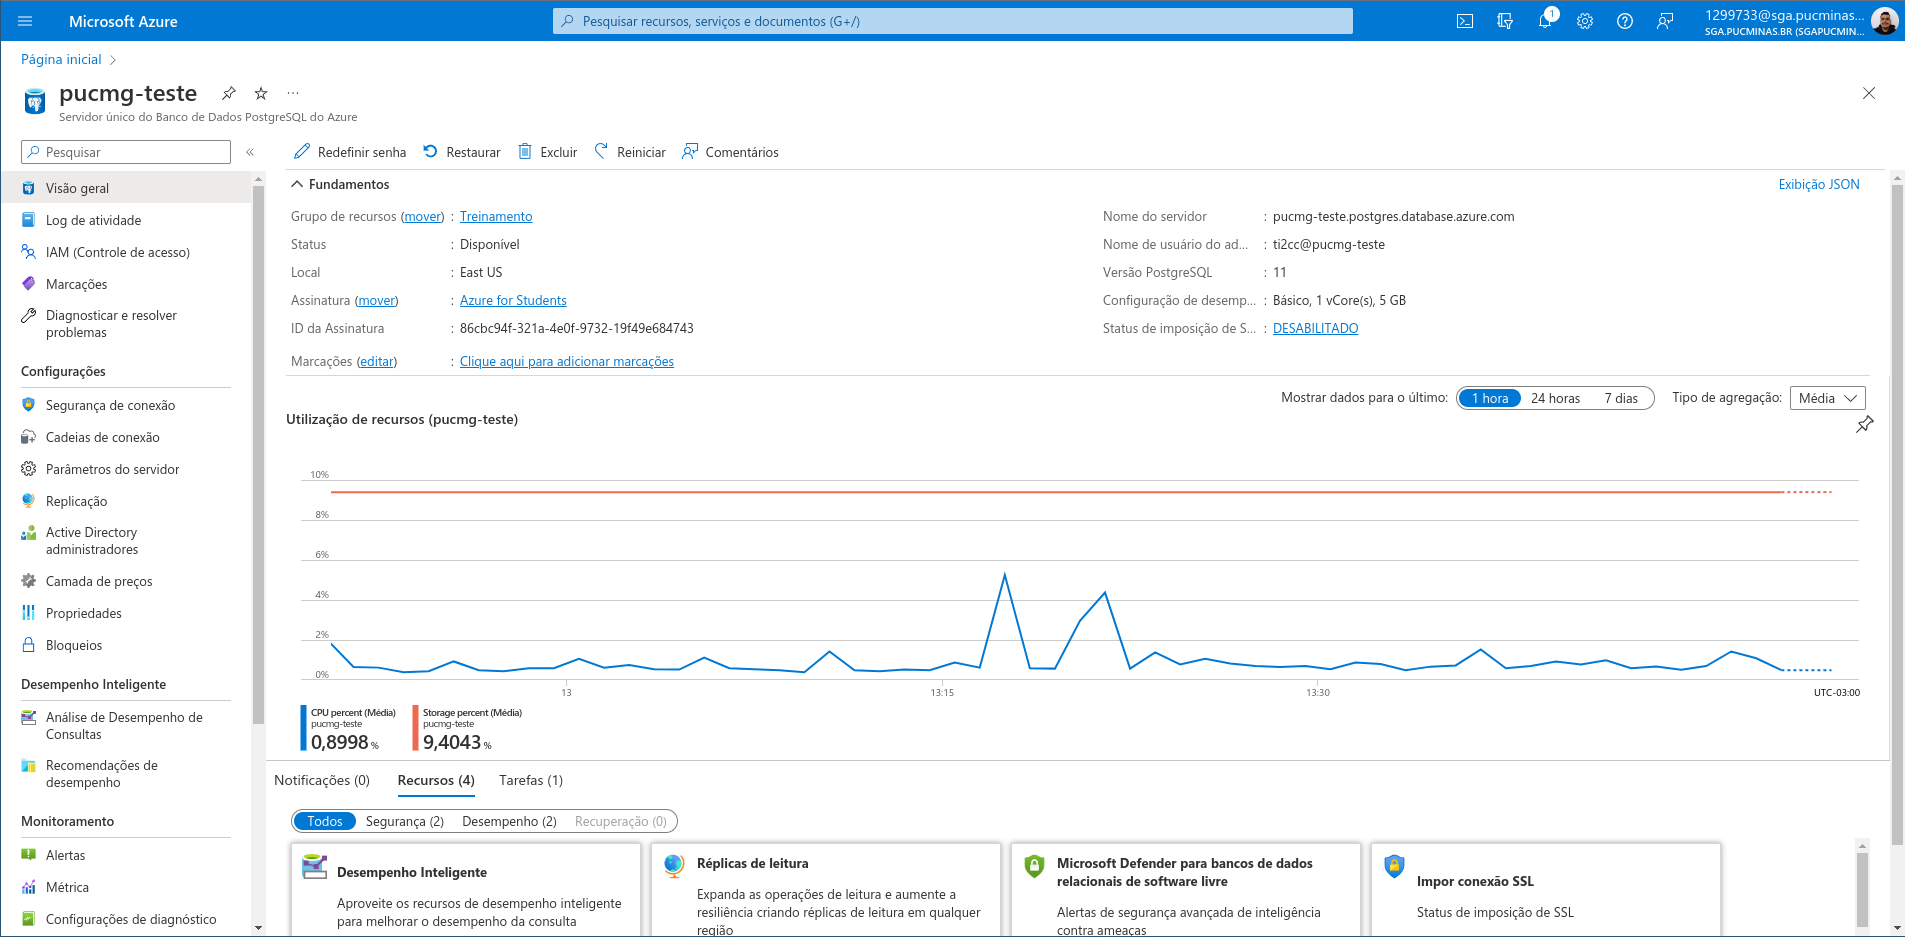 Microsoft Azure
Pesquisar recursos, serviços e documentos (G+/)
1
1299733@sga.pucminas...
SGA.PUCMINAS.BR (SGAPUCMIN...
Página inicial
pucmg-teste
...
Servidor único do Banco de Dados PostgreSQL do Azure
Pesquisar
«
Visão geral
Log de atividade
IAM (Controle de acesso)
Marcações
Diagnosticar e resolver
problemas
Configurações
Segurança de conexão
Cadeias de conexão
Parâmetros do servidor
Replicação
Active Directory
administradores
Camada de preços
Propriedades
Bloqueios
Desempenho Inteligente
Análise de Desempenho de
Consultas
Recomendações de
desempenho
Monitoramento
Alertas
Métrica
Configurações de diagnóstico
Redefinir senha
Restaurar
Excluir
Reiniciar
Comentários
Fundamentos
Exibição JSON
Grupo de recursos (mover) : Treinamento
Status : Disponível
Local : East US
Assinatura (mover) : Azure for Students
ID da Assinatura : 86cbc94f-321a-4e0f-9732-19f49e684743
Marcações (editar) : Clique aqui para adicionar marcações
Nome do servidor : pucmg-teste.postgres.database.azure.com
Nome de usuário do ad... : ti2cc@pucmg-teste
Versão PostgreSQL : 11
Configuração de desemp... : Básico, 1 vCore(s), 5 GB
Status de imposição de S... : DESABILITADO
Mostrar dados para o último: 1 hora 24 horas 7 dias Tipo de agregação: Média
Utilização de recursos (pucmg-teste)
10%
8%
6%
4%
2%
0%
13 13:15 13:30 UTC-03:00
CPU percent (Média)
pucmg-teste
0,8998 %
Storage percent (Média)
pucmg-teste
9,4043 %
Notificações (0) Recursos (4) Tarefas (1)
Todos Segurança (2) Desempenho (2) Recuperação (0)
Desempenho Inteligente
Aproveite os recursos de desempenho inteligente
para melhorar o desempenho da consulta
Réplicas de leitura
Expanda as operações de leitura e aumente a
resiliência criando réplicas de leitura em qualquer
região
Microsoft Defender para bancos de dados
relacionais de software livre
Alertas de segurança avançada de inteligência
contra ameaças
Impor conexão SSL
Status de imposição de SSL